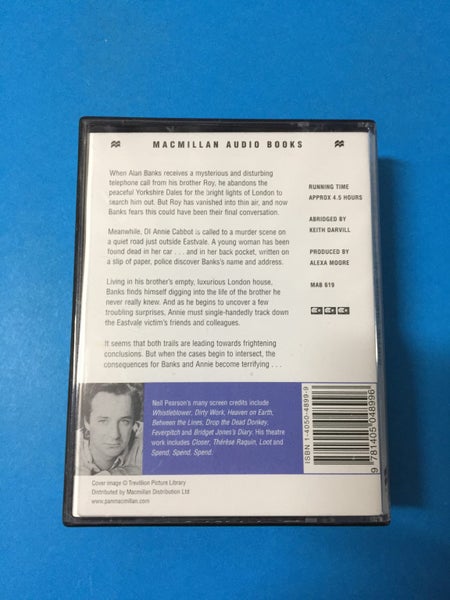 MACMILLAN AUDIO BOOKS
When Alan Banks receives a mysterious and disturbing
telephone call from his brother Roy, he abandons the
peaceful Yorkshire Dales for the bright lights of London to
search him out. But Roy has vanished into thin air, and now
Banks fears this could have been their final conversation.
Meanwhile, DI Annie Cabbot is called to a murder scene on
a quiet road just outside Eastvale. A young woman has been
found dead in her car . . . and in her back pocket, written on
a slip of paper, police discover Banks's name and address.
Living in his brother's empty, luxurious London house,
Banks finds himself digging into the life of the brother he
never really knew. And as he begins to uncover a few
troubling surprises, Annie must single-handedly track down
the Eastvale victim's friends and colleagues.
It seems that both trails are leading towards frightening
conclusions. But when the cases begin to intersect, the
consequences for Banks and Annie become terrifying . . .
RUNNING TIME
APPROX 4.5 HOURS
ABRIDGED BY
KEITH DARVILL
PRODUCED BY
ALEXA MOORE
MAB 619
Neil Pearson's many screen credits include
Whistleblower, Dirty Work, Heaven on Earth,
Between the Lines, Drop the Dead Donkey,
Feverpitch and Bridget Jones's Diary. His theatre
work includes Closer, Thérèse Raquin, Loot and
Spend, Spend, Spend.
ISBN 1-4050-4899-9
9 781405 048996
Cover image © Trevillion Picture Library
Distributed by Macmillan Distribution Ltd
www.panmacmillan.com